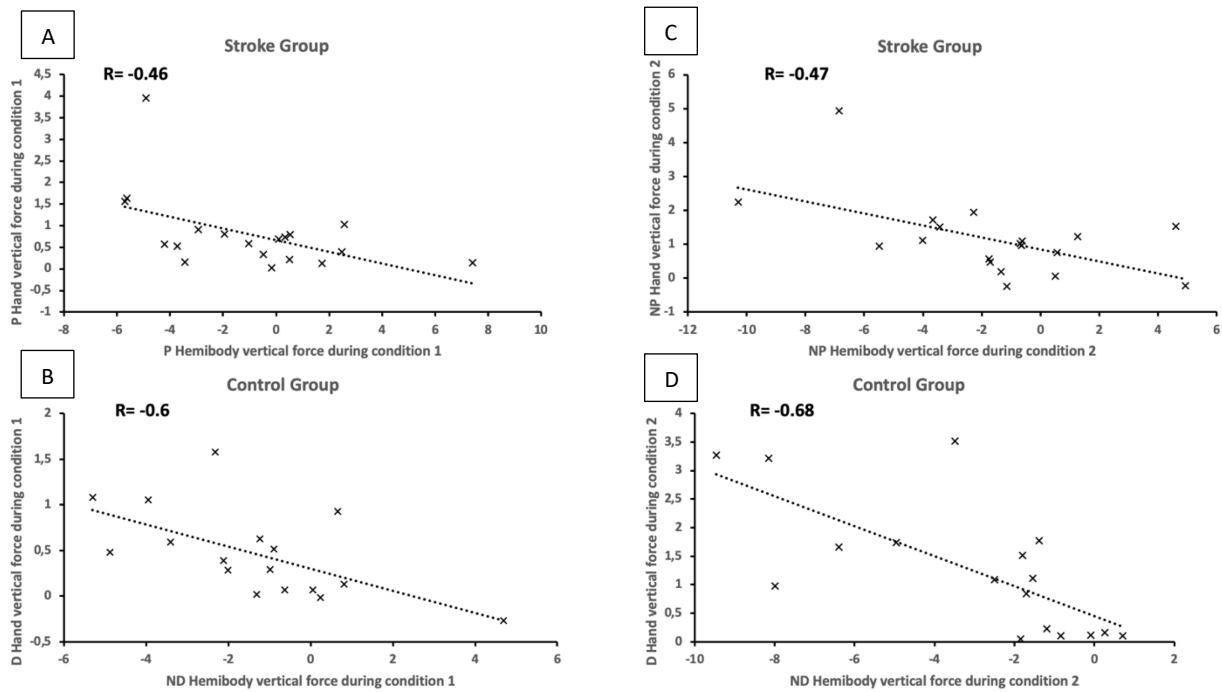 A
Stroke Group
R= -0.46
P Hand vertical force during condition 1
4,5
4
3,5
3
2,5
2
1,5
1
0,5
0
-0,5
-1
-8 -6 -4 -2 0 2 4 6 8 10
P Hemibody vertical force during condition 1
B
Control Group
R= -0.6
D Hand vertical force during condition 1
2
1,5
1
0,5
0
-0,5
-6 -4 -2 0 2 4 6
ND Hemibody vertical force during condition 1
C
Stroke Group
R= -0.47
NP Hand vertical force during condition 2
6
5
4
3
2
1
0
-1
-12 -10 -8 -6 -4 -2 0 2 4 6
NP Hemibody vertical force during condition 2
D
Control Group
R= -0.68
D Hand vertical force during condition 2
4
3,5
3
2,5
2
1,5
1
0,5
0
-10 -8 -6 -4 -2 0 2
ND Hemibody vertical force during condition 2